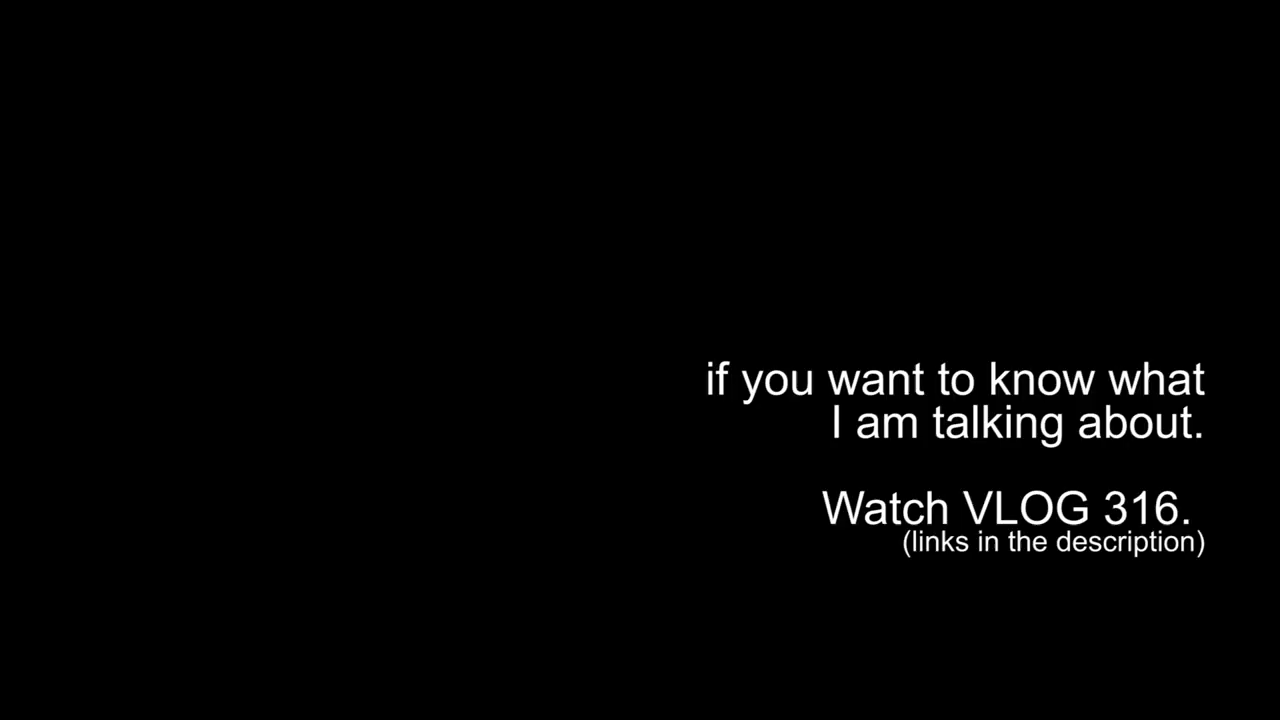 if you want to know what
I am talking about.
Watch VLOG 316.
(links in the description)